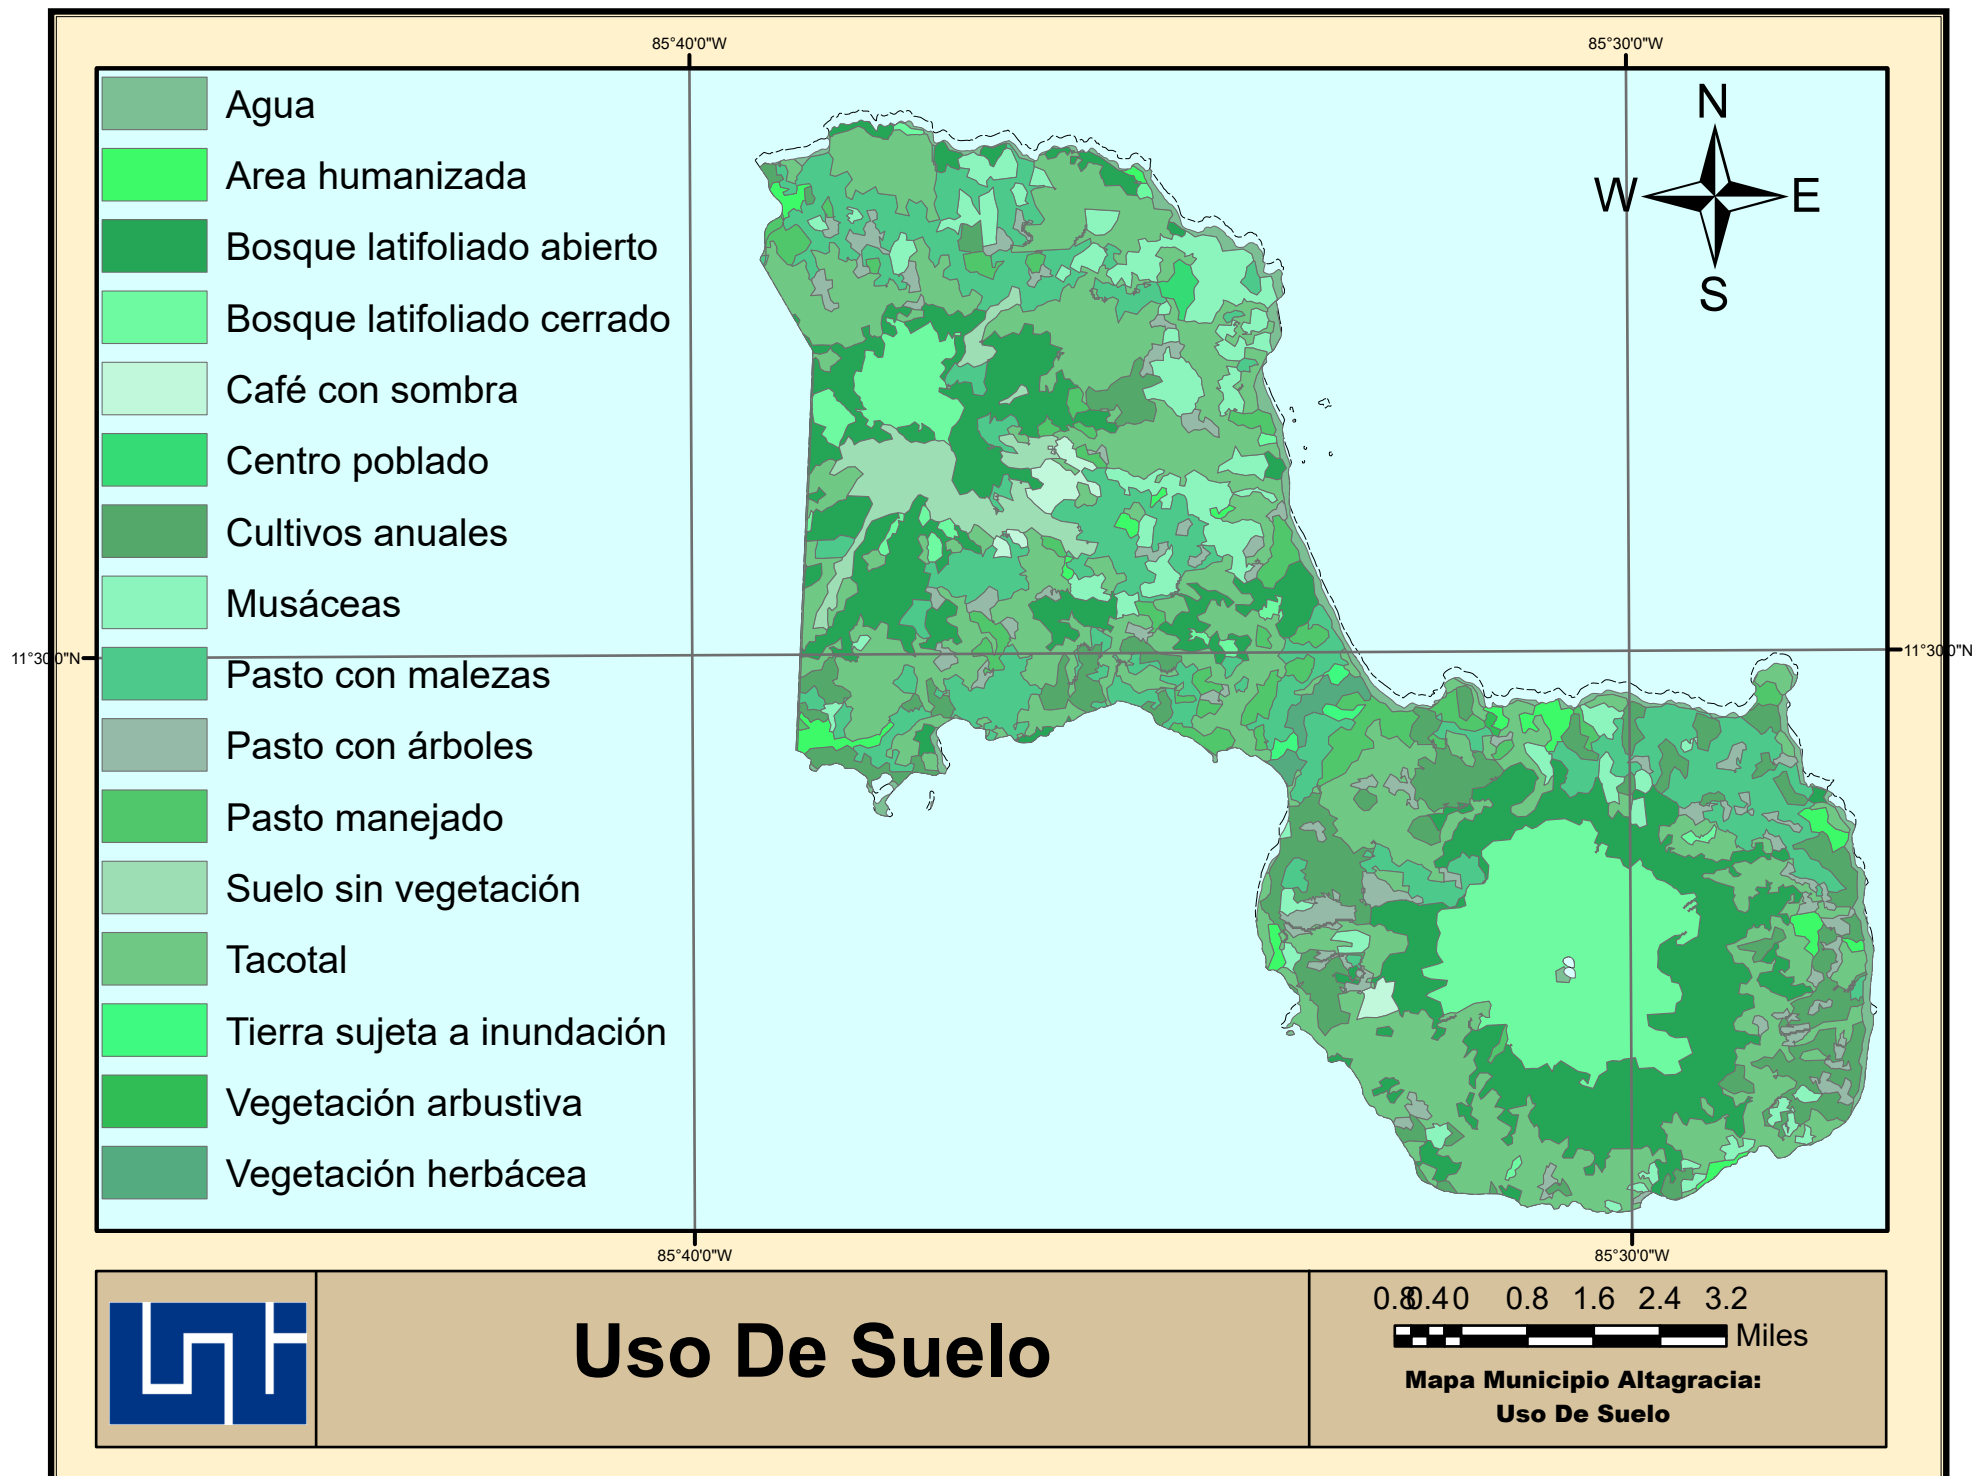 85°40'0"W
85°30'0"W
N
W
E
S
Agua
Area humanizada
Bosque latifoliado abierto
Bosque latifoliado cerrado
Café con sombra
Centro poblado
Cultivos anuales
Musáceas
Pasto con malezas
Pasto con árboles
Pasto manejado
Suelo sin vegetación
Tacotal
Tierra sujeta a inundación
Vegetación arbustiva
Vegetación herbácea
11°30'0"N
11°30'0"N
85°40'0"W
85°30'0"W
Uso De Suelo
0.8 0.4 0 0.8 1.6 2.4 3.2
Miles
Mapa Municipio Altagracia:
Uso De Suelo